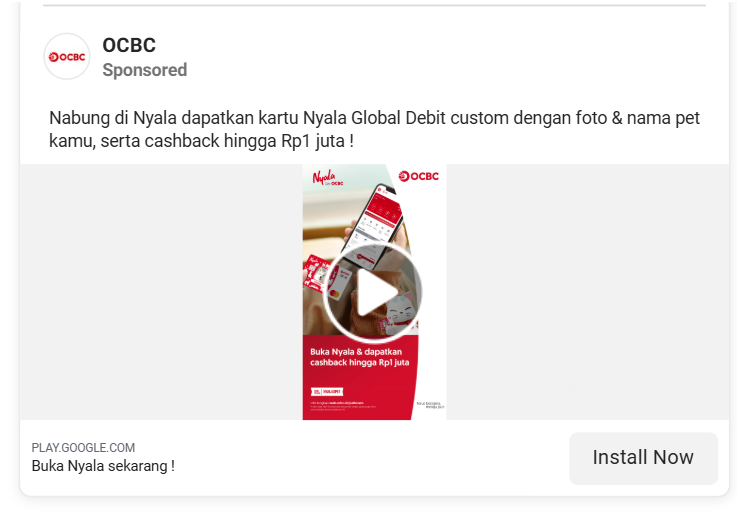 OCBC
OCBC
Sponsored
Nabung di Nyala dapatkan kartu Nyala Global Debit custom dengan foto & nama pet
kamu, serta cashback hingga Rp1 juta !
Nyala
OCBC
OCBC
Buka Nyala & dapatkan
cashback hingga Rp1 juta
PLAY.GOOGLE.COM
Buka Nyala sekarang !
Install Now